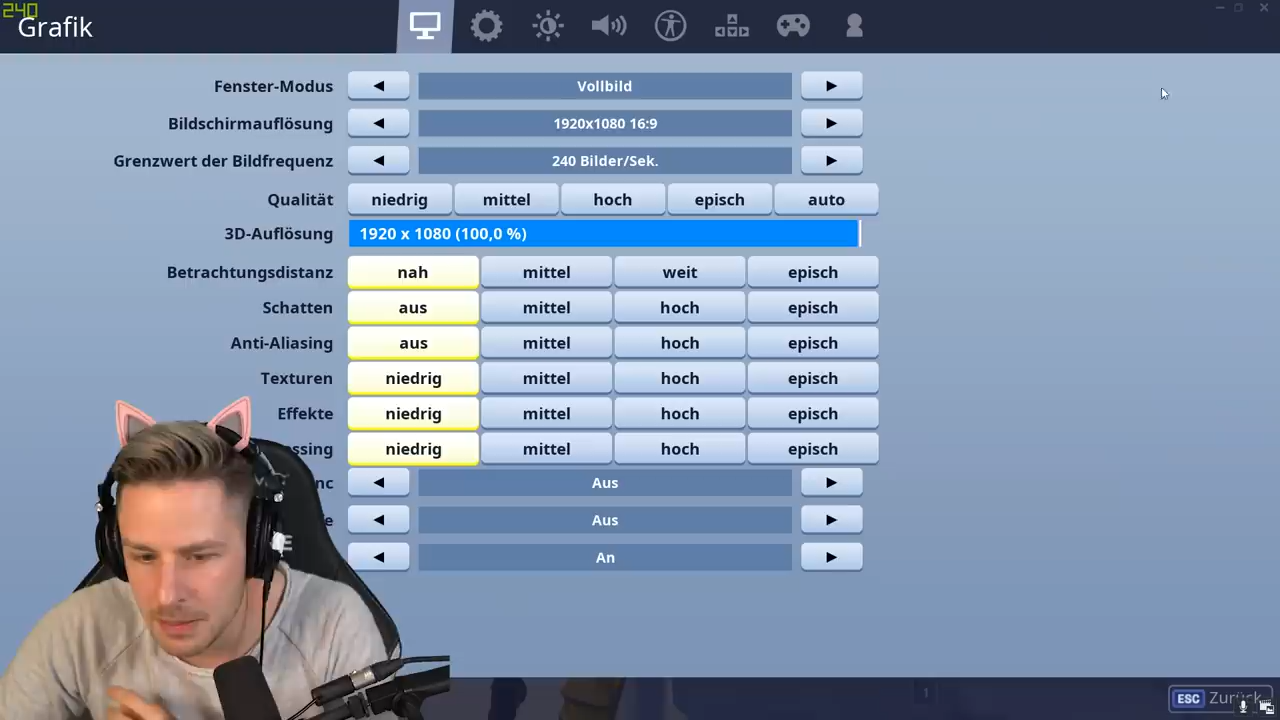 240
Grafik
Fenster-Modus ◄ Vollbild ►
Bildschirmauflösung ◄ 1920x1080 16:9 ►
Grenzwert der Bildfrequenz ◄ 240 Bilder/Sek. ►
Qualität niedrig mittel hoch episch auto
3D-Auflösung 1920 x 1080 (100,0 %)
Betrachtungsdistanz nah mittel weit episch
Schatten aus mittel hoch episch
Anti-Aliasing aus mittel hoch episch
Texturen niedrig mittel hoch episch
Effekte niedrig mittel hoch episch
niedrig mittel hoch episch
◄ Aus ►
◄ Aus ►
◄ An ►
1
ESC Zurück